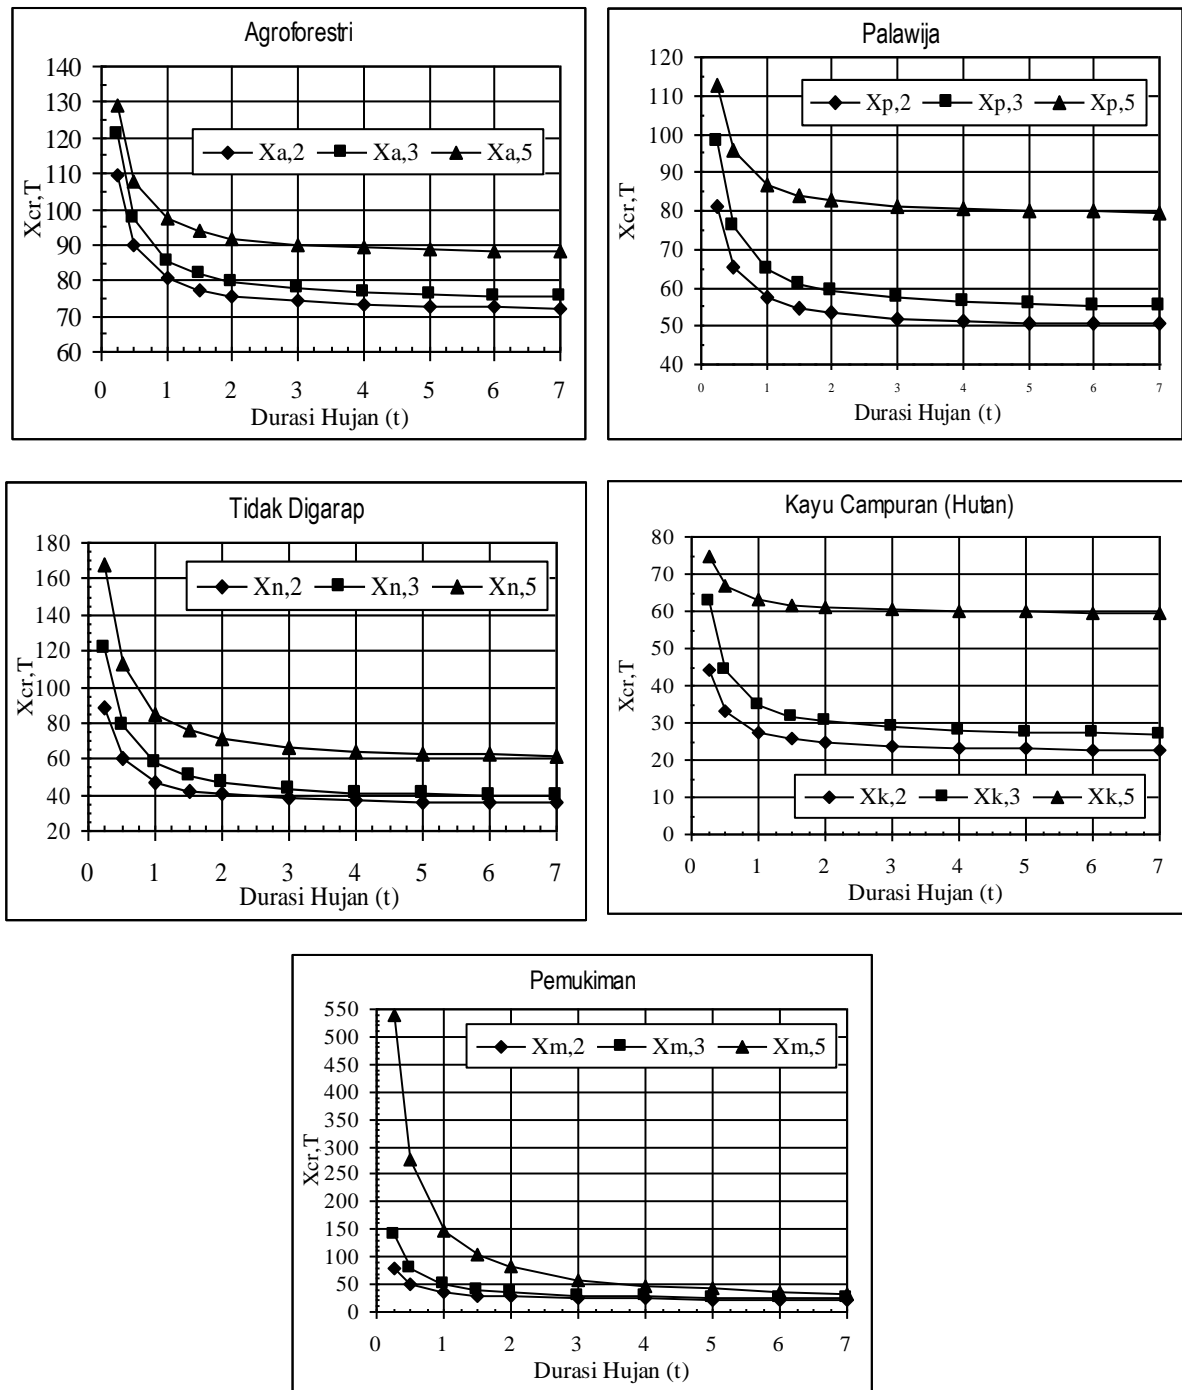 Agroforestri
140
130
120
110
100
90
80
70
60
Xcr,T
Xa,2 Xa,3 Xa,5
0 1 2 3 4 5 6 7
Durasi Hujan (t)
Palawija
120
110
100
90
80
70
60
50
40
Xcr,T
Xp,2 Xp,3 Xp,5
0 1 2 3 4 5 6 7
Durasi Hujan (t)
Tidak Digarap
180
160
140
120
100
80
60
40
20
Xcr,T
Xn,2 Xn,3 Xn,5
0 1 2 3 4 5 6 7
Durasi Hujan (t)
Kayu Campuran (Hutan)
80
70
60
50
40
30
20
10
0
Xcr,T
Xk,2 Xk,3 Xk,5
0 1 2 3 4 5 6 7
Durasi Hujan (t)
Pemukiman
550
500
450
400
350
300
250
200
150
100
50
0
Xcr,T
Xm,2 Xm,3 Xm,5
0 1 2 3 4 5 6 7
Durasi Hujan (t)